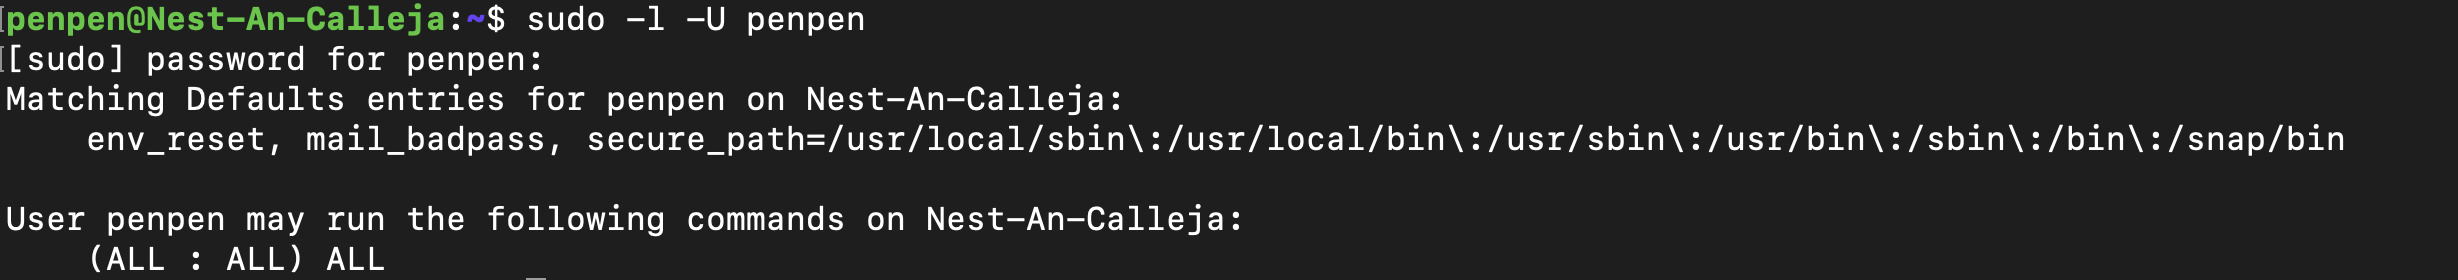 penpen@Nest-An-Calleja:~$ sudo -l -U penpen
[sudo] password for penpen:
Matching Defaults entries for penpen on Nest-An-Calleja:
    env_reset, mail_badpass, secure_path=/usr/local/sbin\:/usr/local/bin\:/usr/sbin\:/usr/bin\:/sbin\:/bin\:/snap/bin

User penpen may run the following commands on Nest-An-Calleja:
    (ALL : ALL) ALL